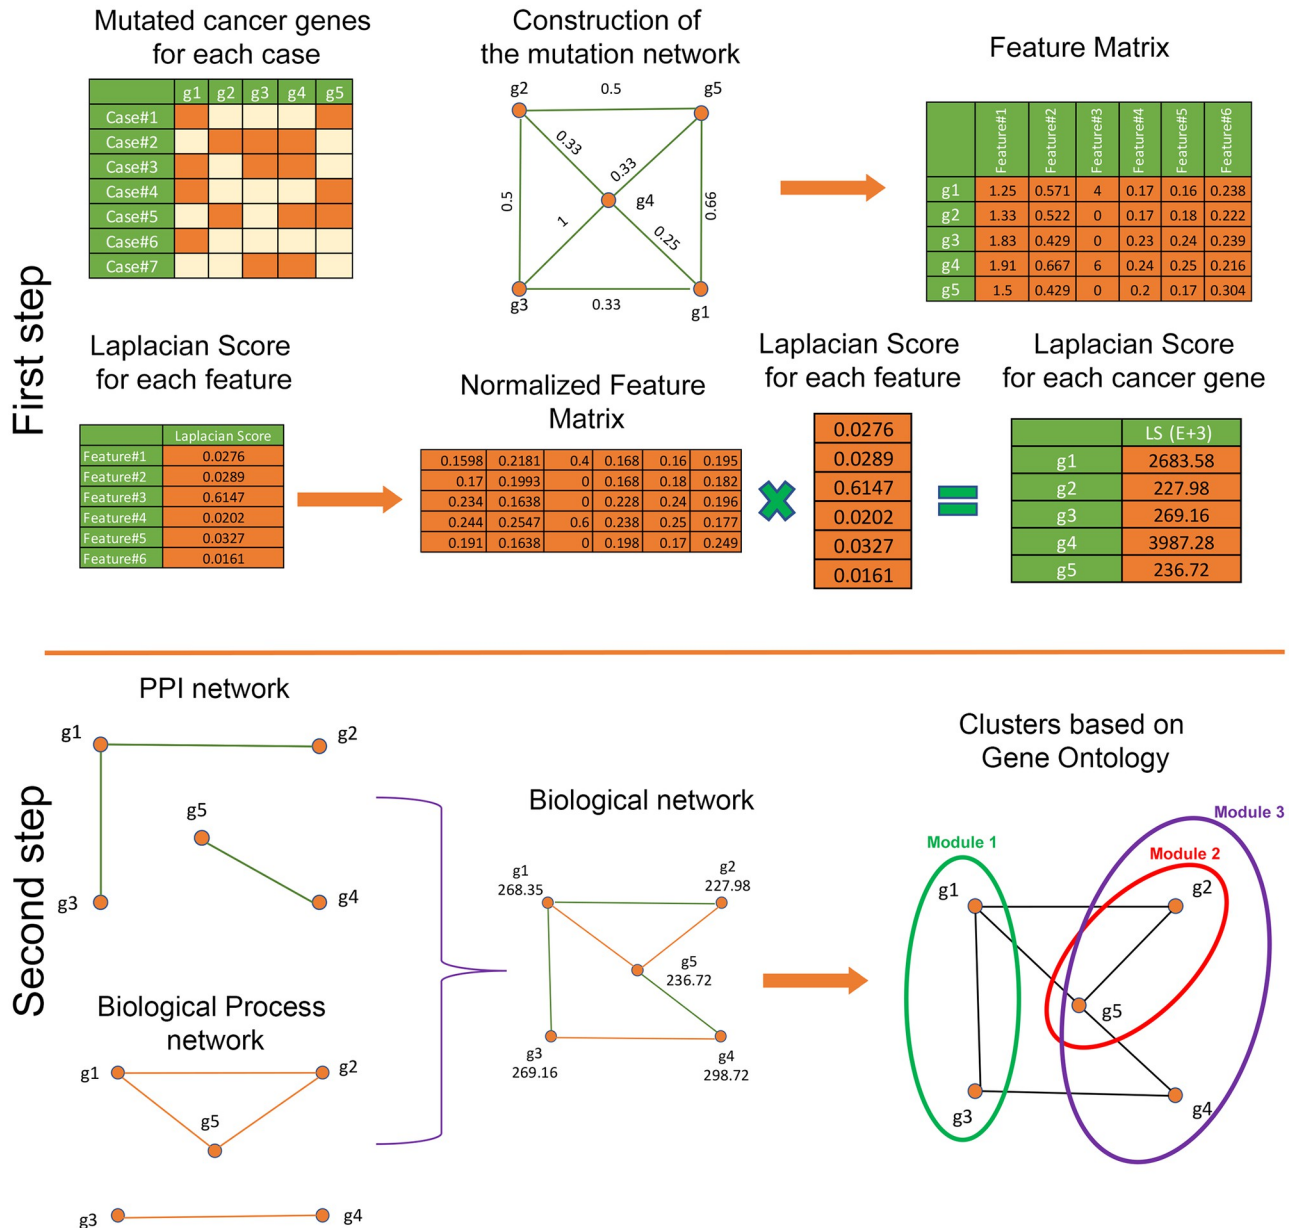 First step
Mutated cancer genes
for each case
g1 g2 g3 g4 g5
Case#1
Case#2
Case#3
Case#4
Case#5
Case#6
Case#7
Construction of
the mutation network
g2
0.5
g5
0.33
0.33
0.5
g4
0.66
1
0.25
g3
0.33
g1
Feature Matrix
Feature#1 Feature#2 Feature#3 Feature#4 Feature#5 Feature#6
g1 1.25 0.571 4 0.17 0.16 0.238
g2 1.33 0.522 0 0.17 0.18 0.222
g3 1.83 0.429 0 0.23 0.24 0.239
g4 1.91 0.667 6 0.24 0.25 0.216
g5 1.5 0.429 0 0.2 0.17 0.304
Laplacian Score
for each feature
Laplacian Score
Feature#1 0.0276
Feature#2 0.0289
Feature#3 0.6147
Feature#4 0.0202
Feature#5 0.0327
Feature#6 0.0161
Normalized Feature
Matrix
0.1598 0.2181 0.4 0.168 0.16 0.195
0.17 0.1993 0 0.168 0.18 0.182
0.234 0.1638 0 0.228 0.24 0.196
0.244 0.2547 0.6 0.238 0.25 0.177
0.191 0.1638 0 0.198 0.17 0.249
Laplacian Score
for each feature
0.0276
0.0289
0.6147
0.0202
0.0327
0.0161
Laplacian Score
for each cancer gene
LS (E+3)
g1 2683.58
g2 227.98
g3 269.16
g4 3987.28
g5 236.72
Second step
PPI network
g1
g2
g5
g3
g4
Biological Process
network
g1
g2
g5
g3
g4
Biological network
g1
268.35
g2
227.98
g5
236.72
g3
269.16
g4
298.72
Clusters based on
Gene Ontology
Module 3
Module 1
Module 2
g1
g2
g5
g3
g4